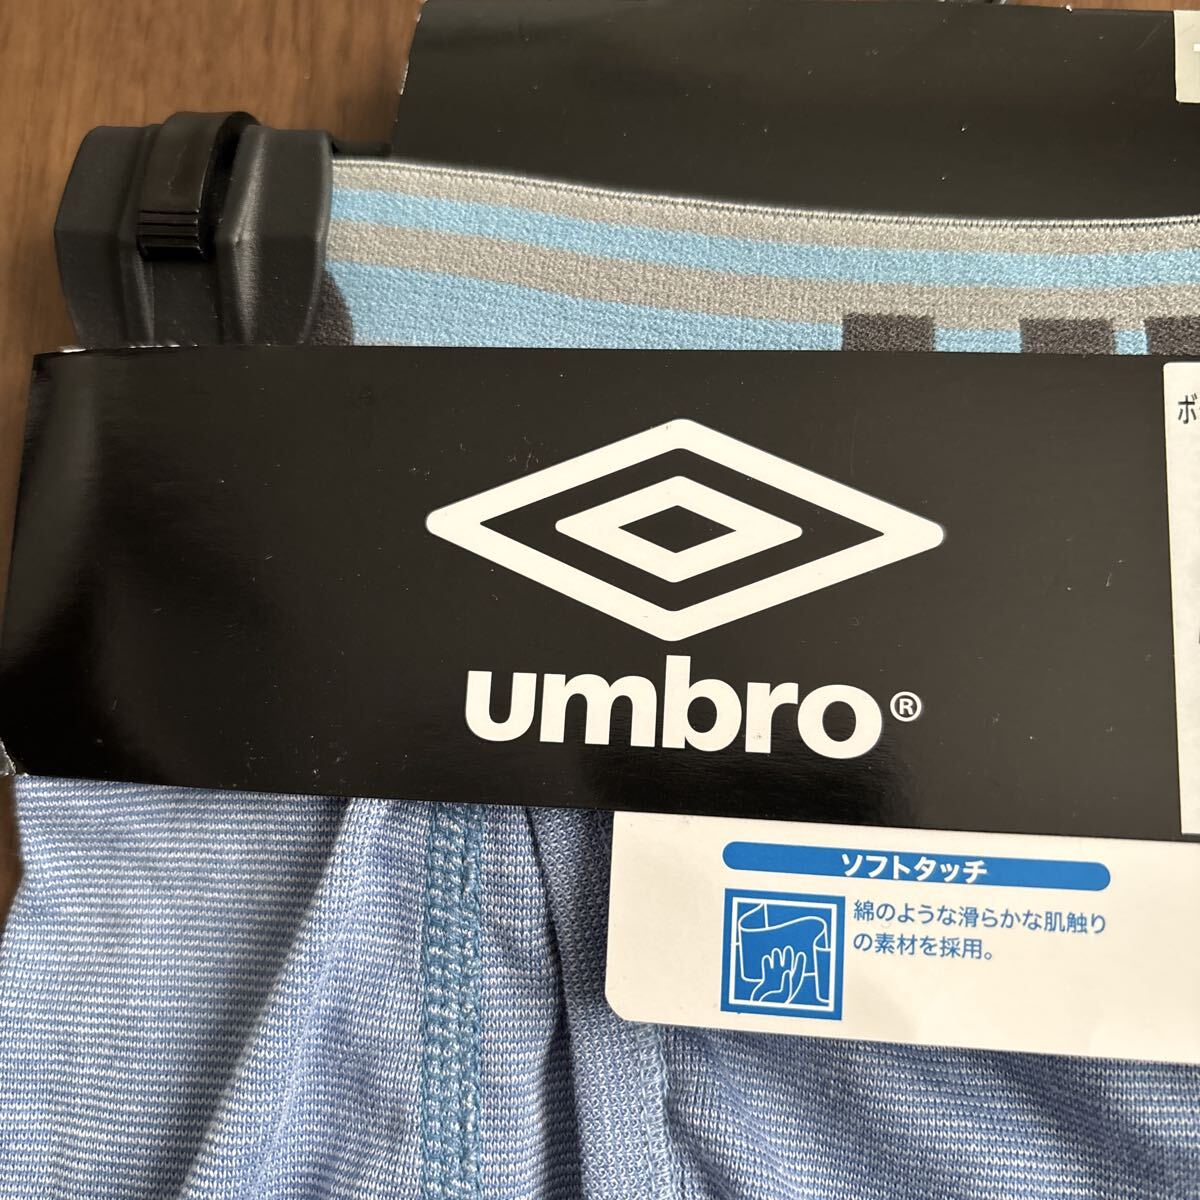 ボ
umbro®
ソフトタッチ
綿のような滑らかな肌触り
の素材を採用。